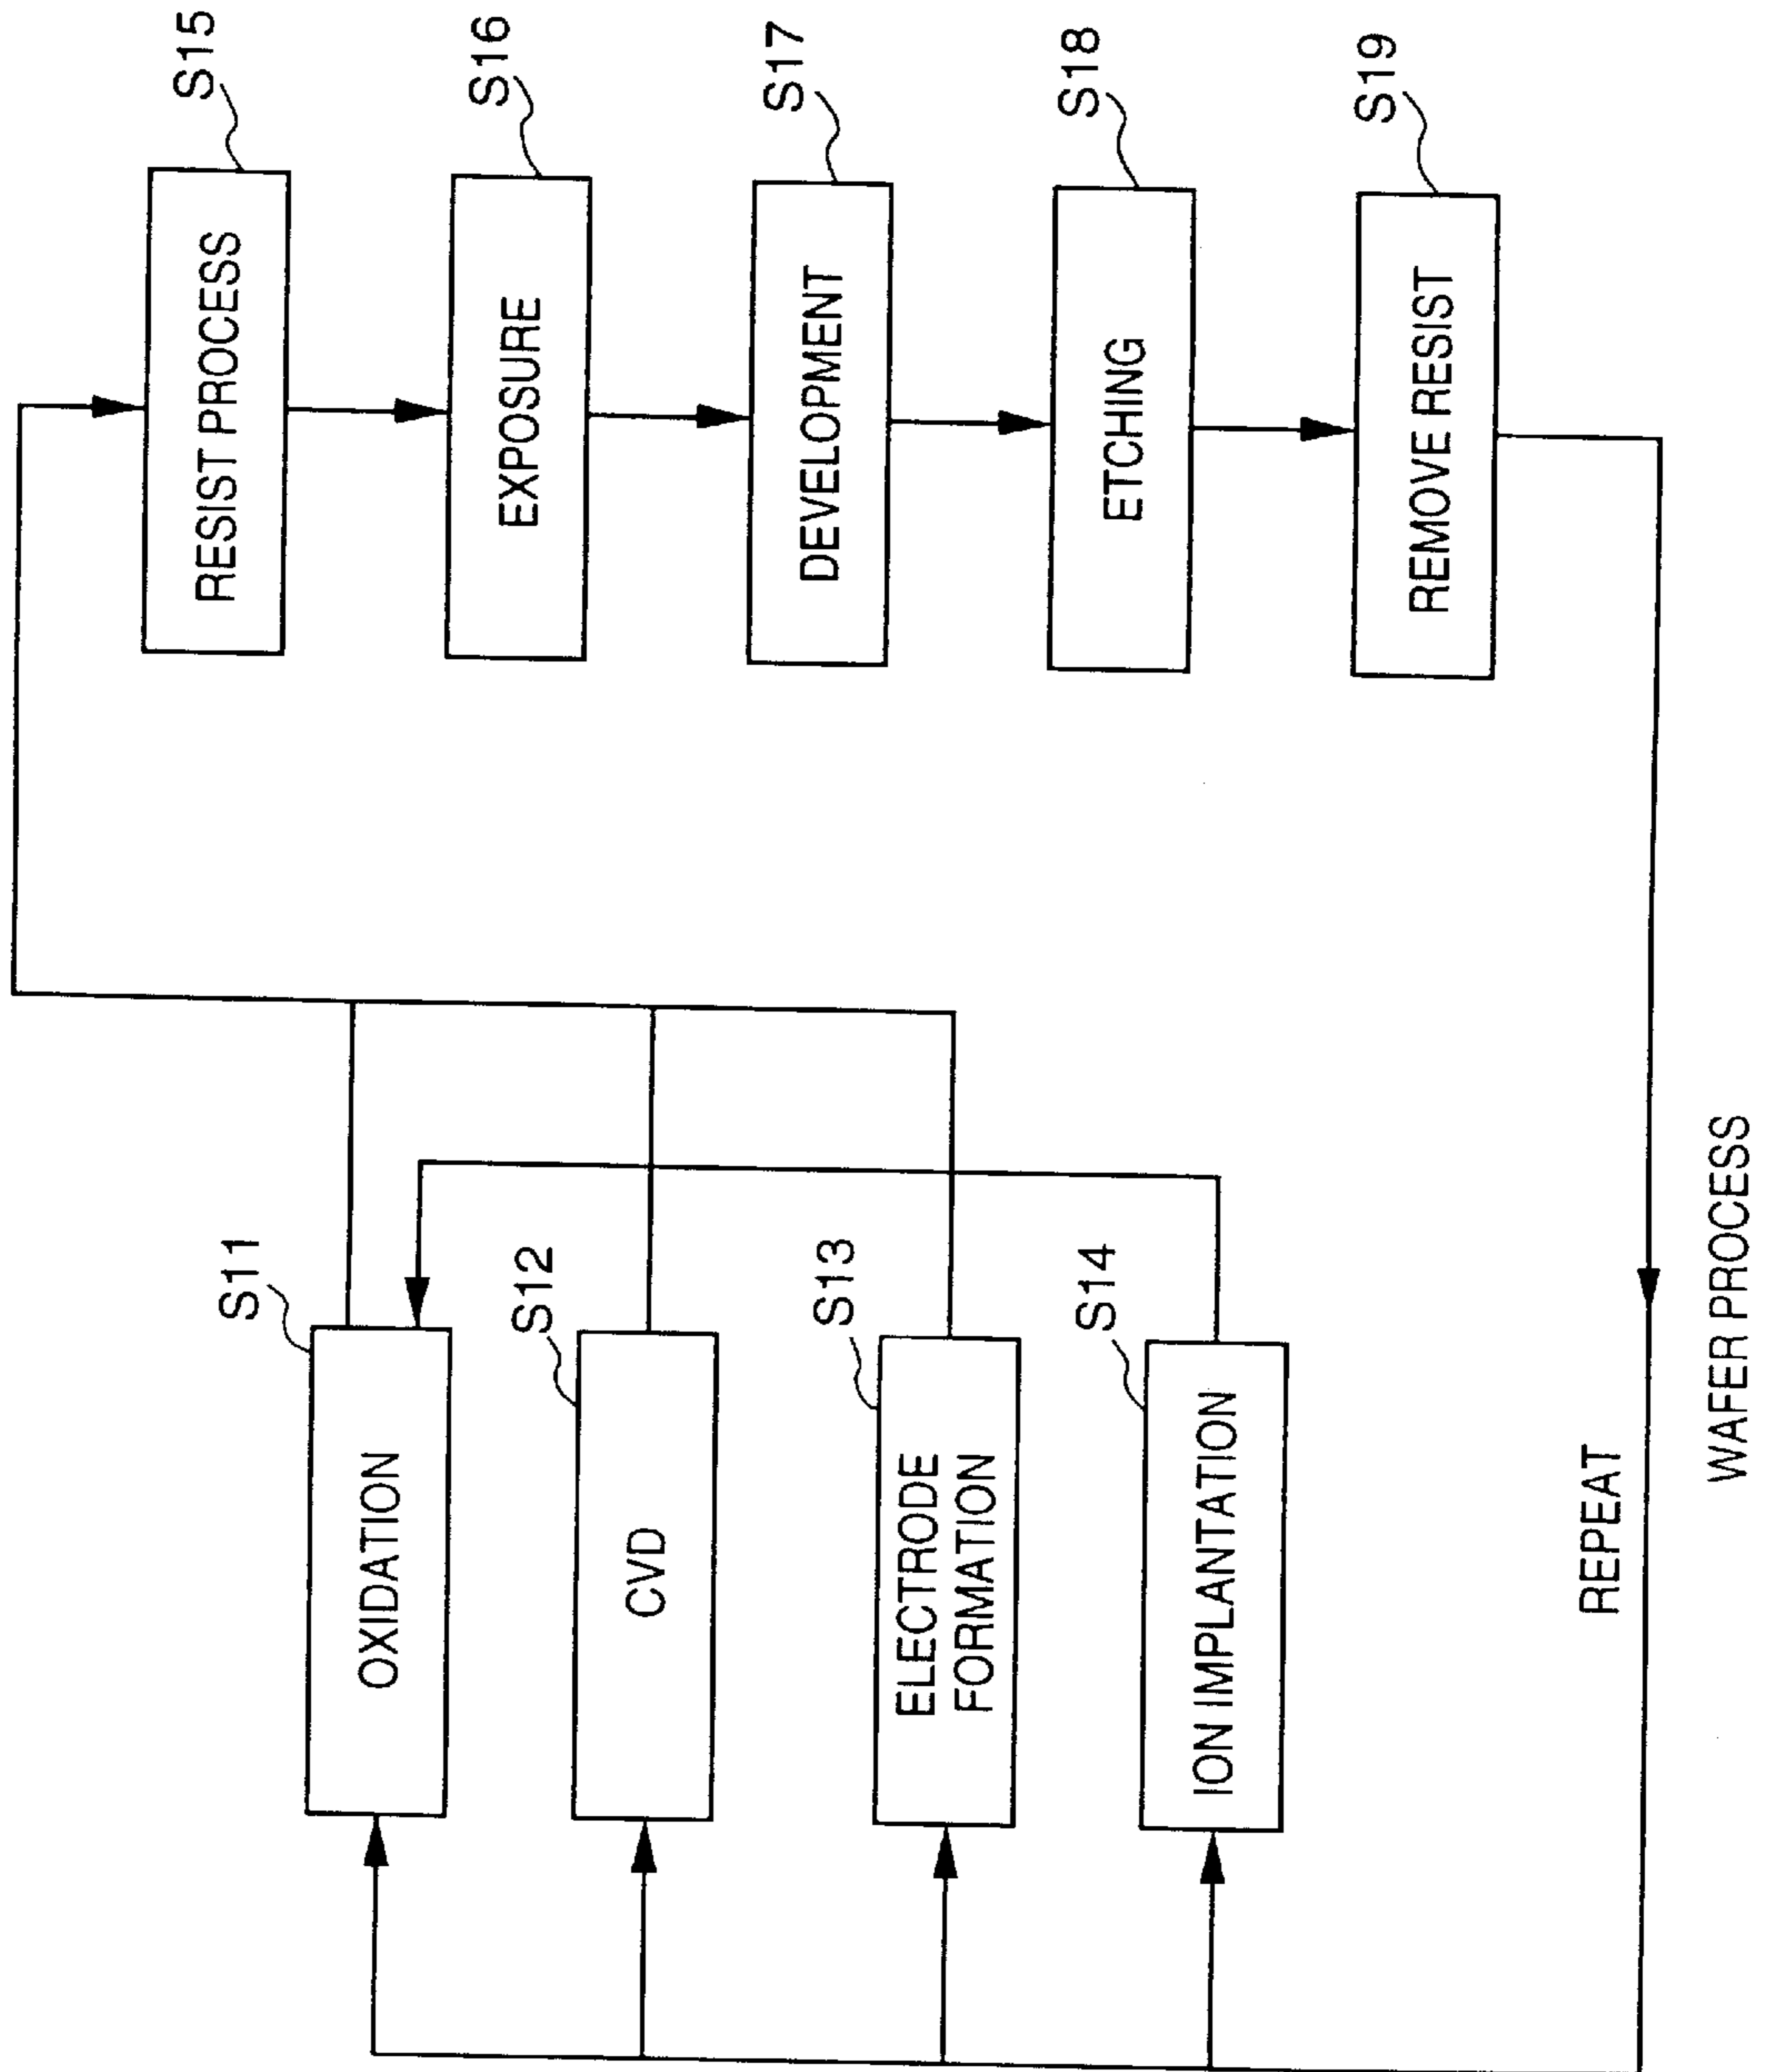 S11
OXIDATION
S12
CVD
S13
ELECTRODE
FORMATION
S14
ION IMPLANTATION
S15
RESIST PROCESS
S16
EXPOSURE
S17
DEVELOPMENT
S18
ETCHING
S19
REMOVE RESIST
REPEAT
WAFER PROCESS